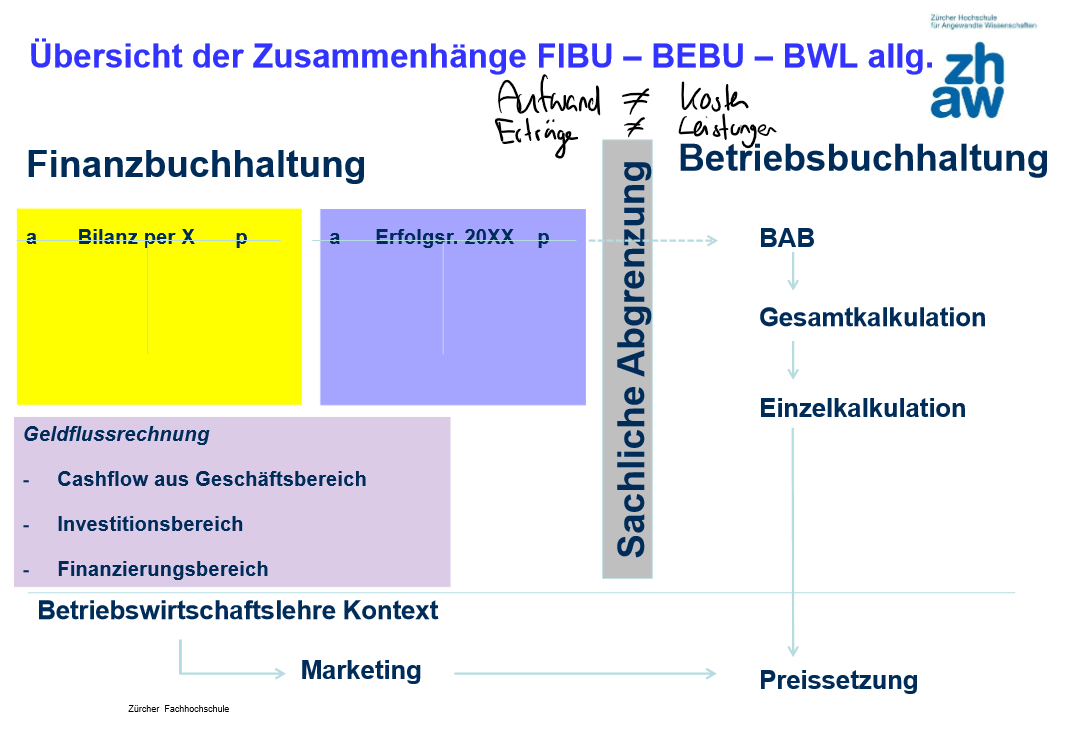 Zürcher Hochschule
für Angewandte Wissenschaften
Übersicht der Zusammenhänge FIBU – BEBU – BWL allg.
zh
aw
Aufwand ≠ Kosten
Erträge ≠ Leistungen
Finanzbuchhaltung
Betriebsbuchhaltung
a Bilanz per X p
a Erfolgsr. 20XX p
Sachliche Abgrenzung
BAB
Gesamtkalkulation
Einzelkalkulation
Geldflussrechnung
- Cashflow aus Geschäftsbereich
- Investitionsbereich
- Finanzierungsbereich
Betriebswirtschaftslehre Kontext
Marketing
Preissetzung
Zürcher Fachhochschule